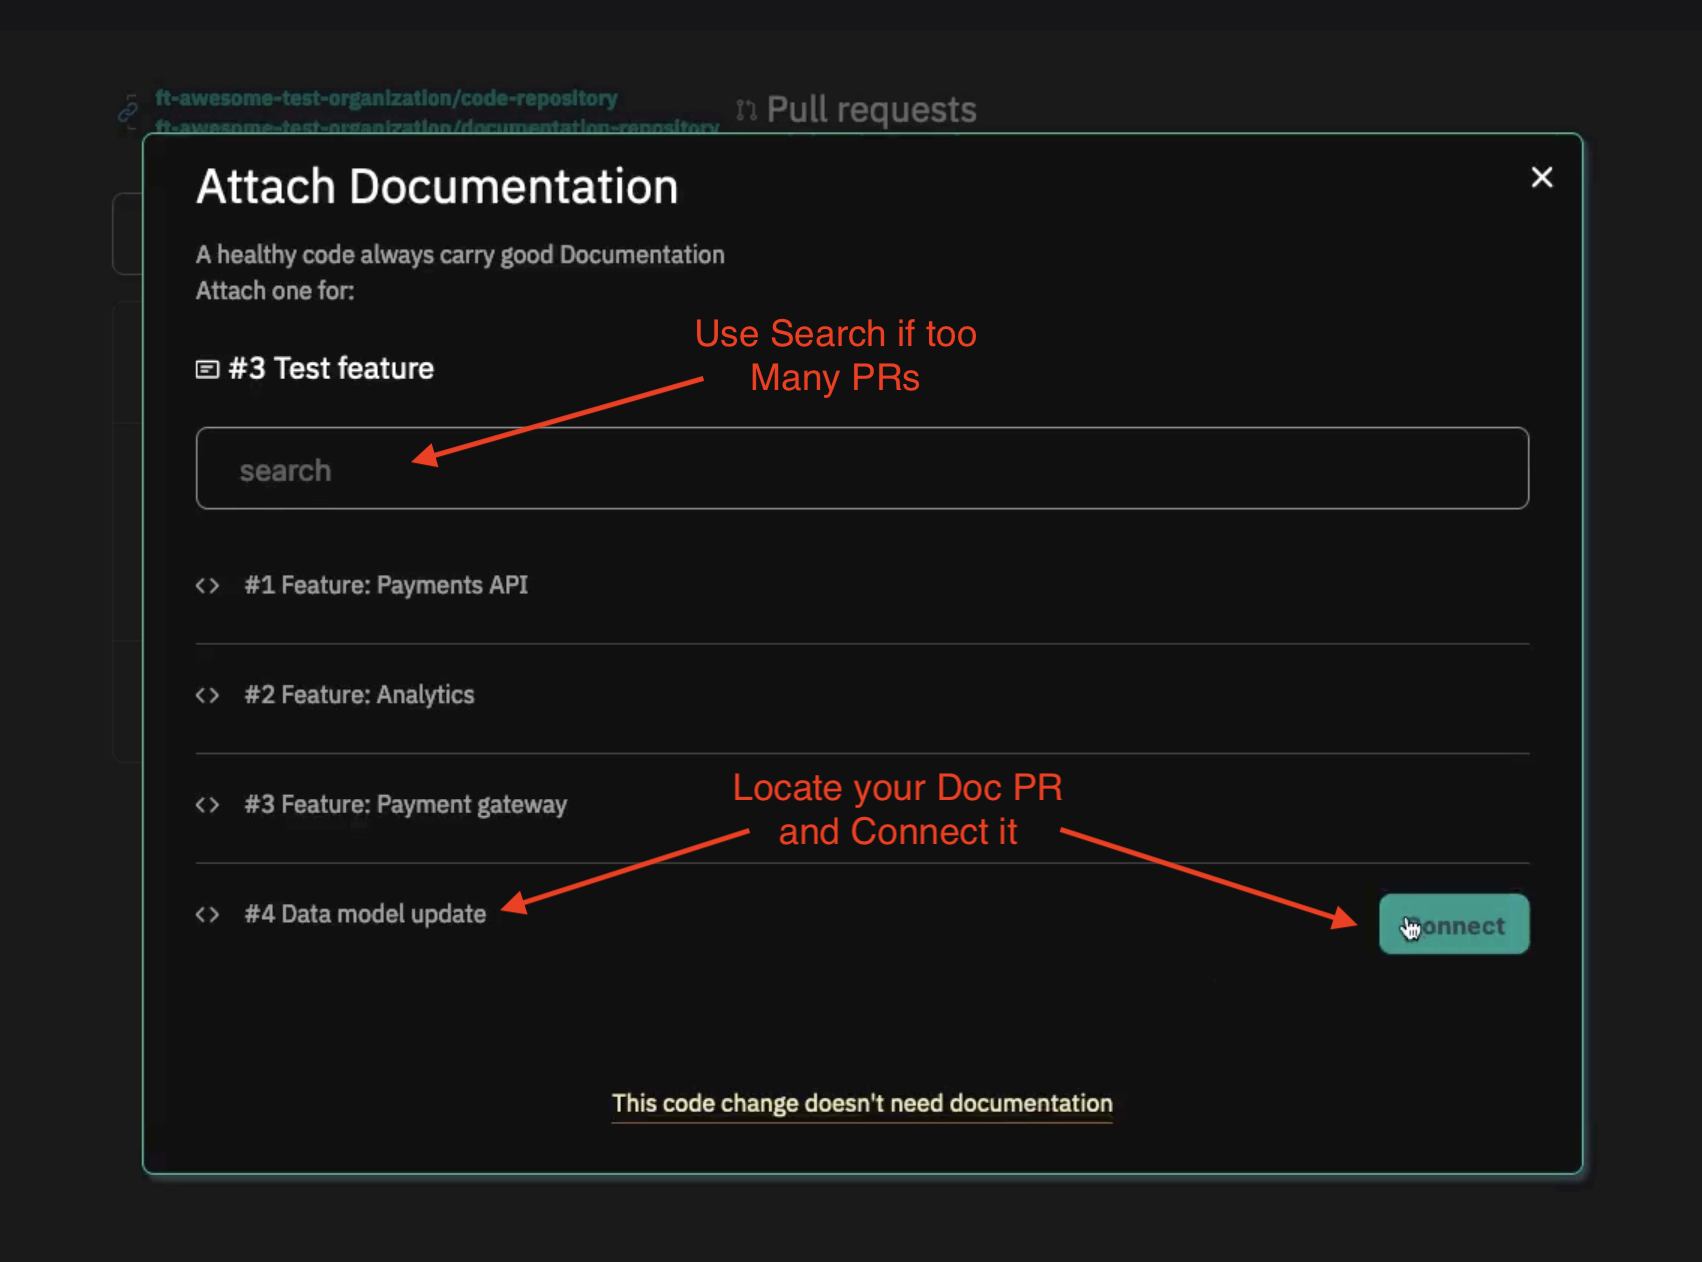 ft-awesome-test-organization/code-repository
ft-awesome-test-organization/documentation-repository
Pull requests
Attach Documentation
A healthy code always carry good Documentation
Attach one for:
Use Search if too
Many PRs
#3 Test feature
search
<> #1 Feature: Payments API
<> #2 Feature: Analytics
Locate your Doc PR
and Connect it
<> #3 Feature: Payment gateway
<> #4 Data model update
Connect
This code change doesn't need documentation